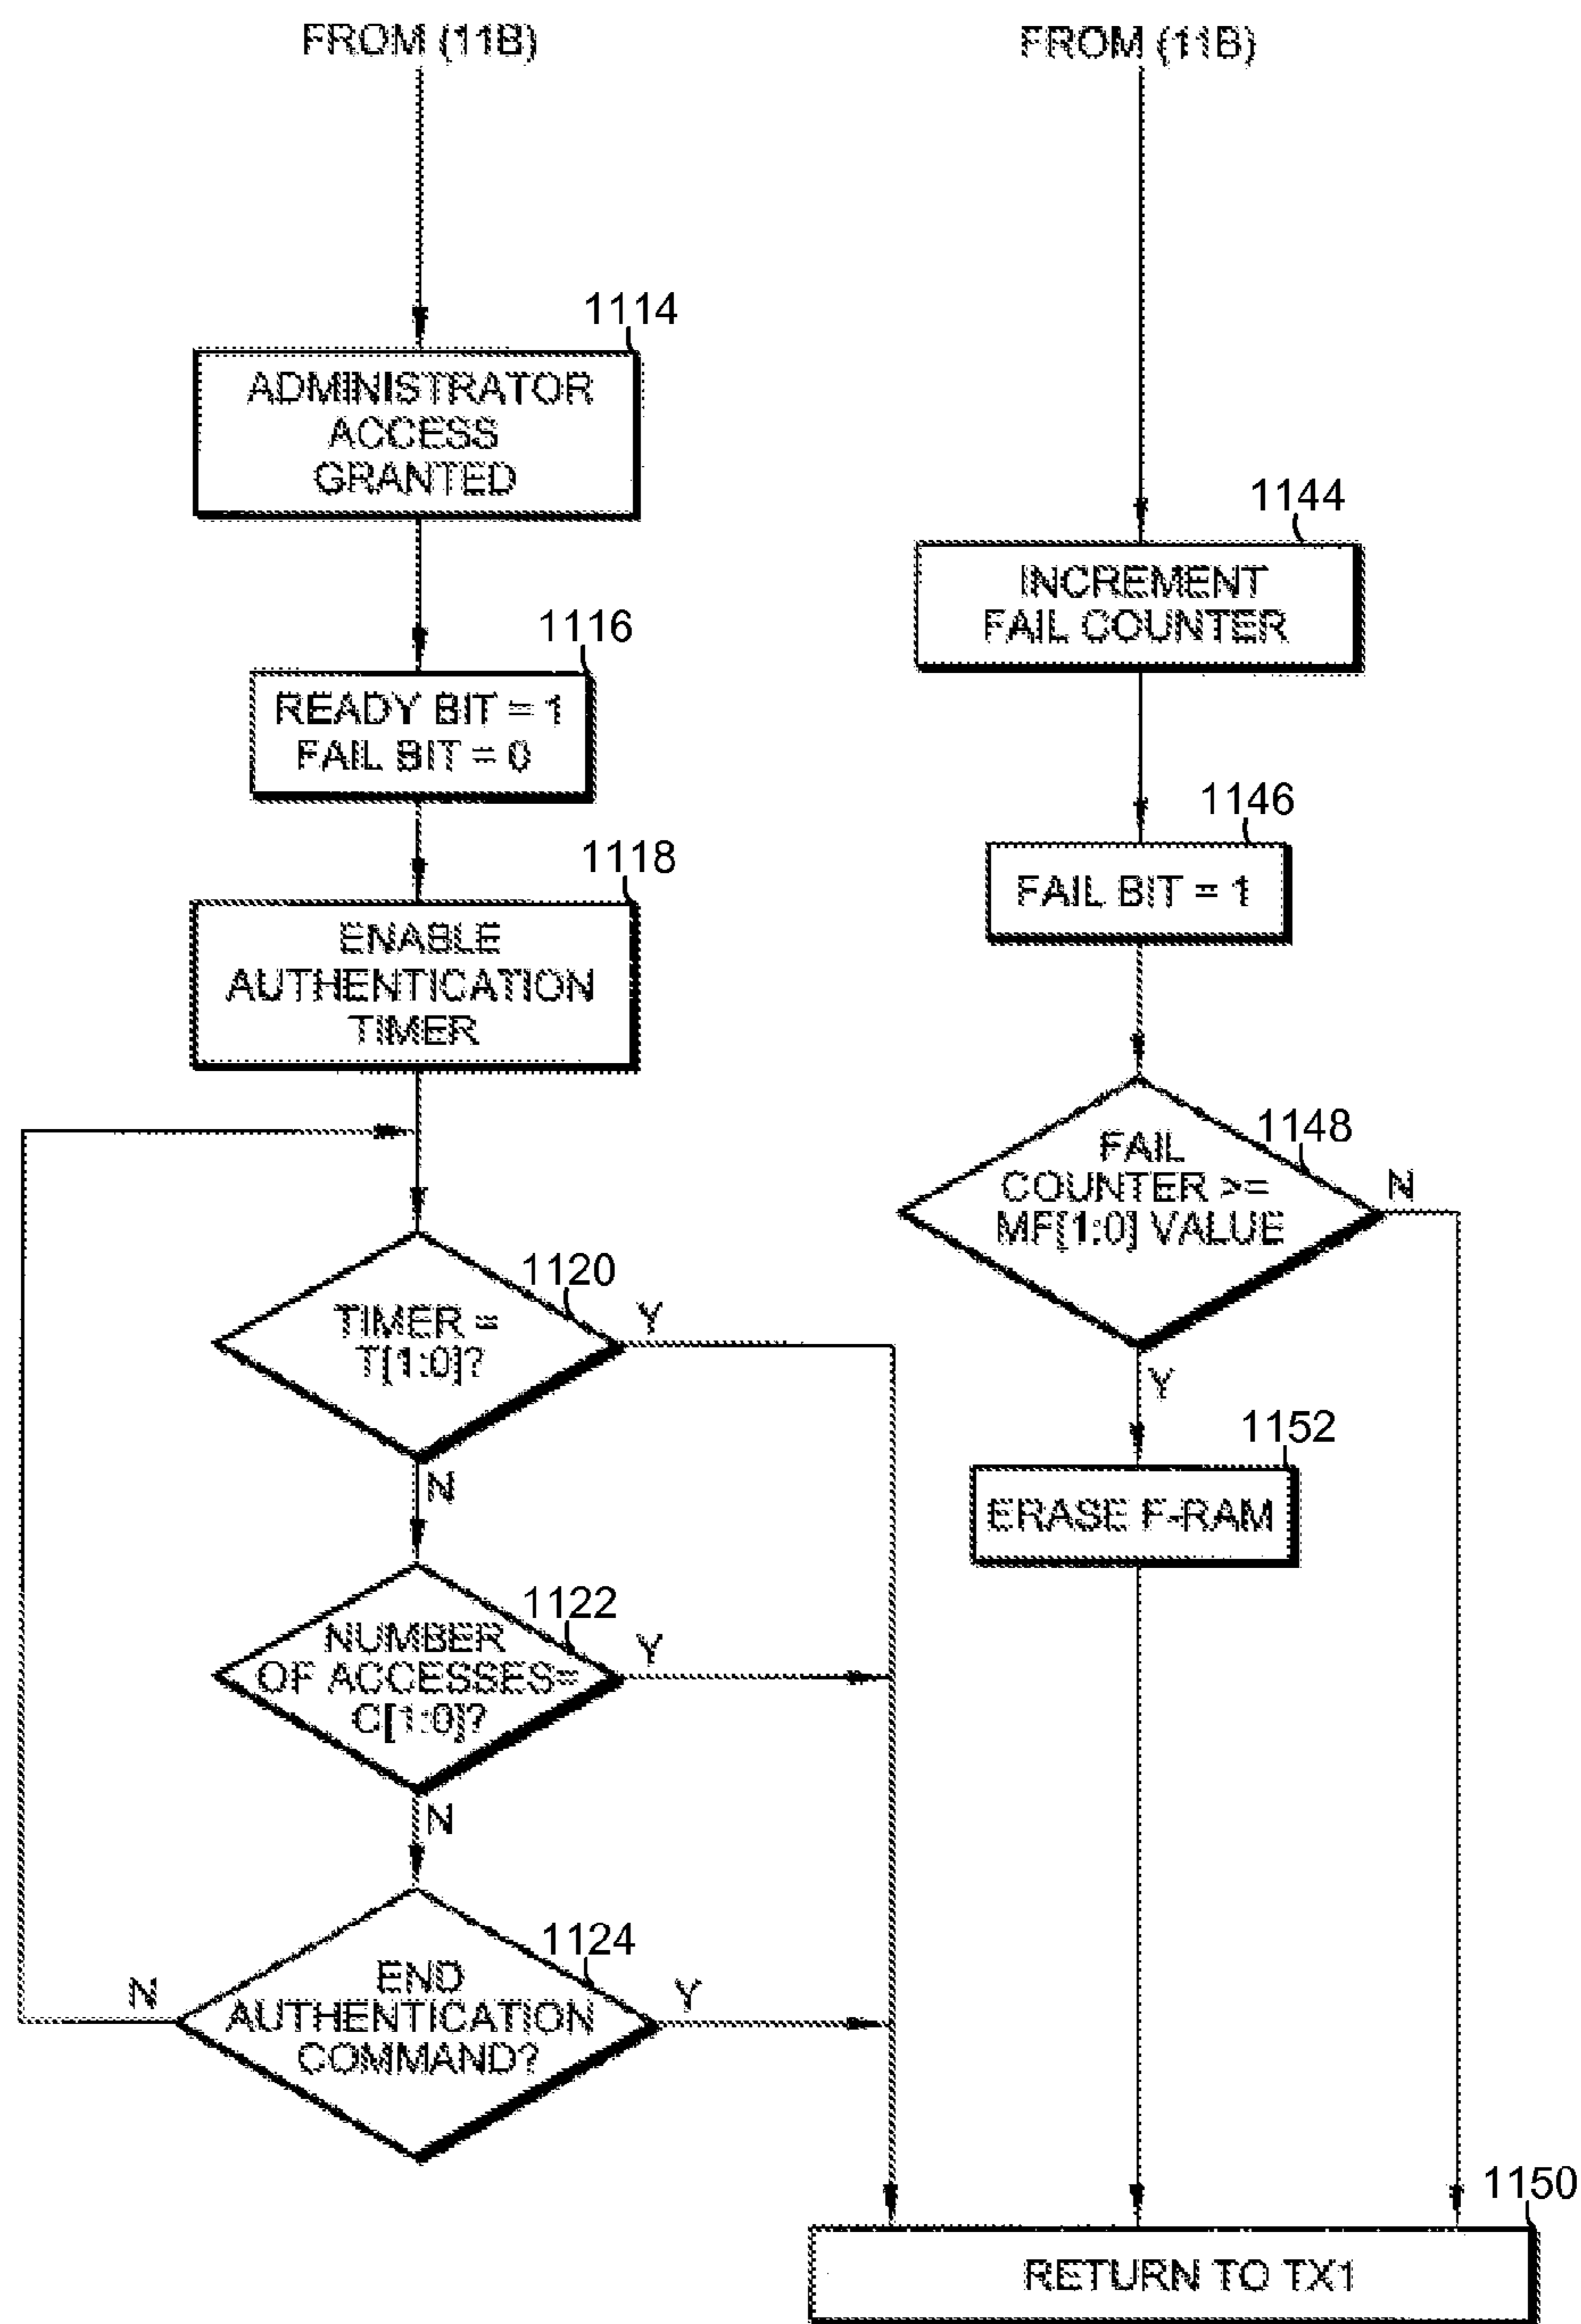 FROM (11B)
FROM (11B)
1114
ADMINISTRATOR
ACCESS
GRANTED
1116
READY BIT = 1
FAIL BIT = 0
1118
ENABLE
AUTHENTICATION
TIMER
1120
TIMER =
T[1:0]?
Y
N
1122
NUMBER
OF ACCESSES=
C[1:0]?
Y
N
1124
END
AUTHENTICATION
COMMAND?
N
Y
1144
INCREMENT
FAIL COUNTER
1146
FAIL BIT = 1
1148
FAIL
COUNTER >=
MF[1:0] VALUE
N
Y
1152
ERASE F-RAM
1150
RETURN TO TX1